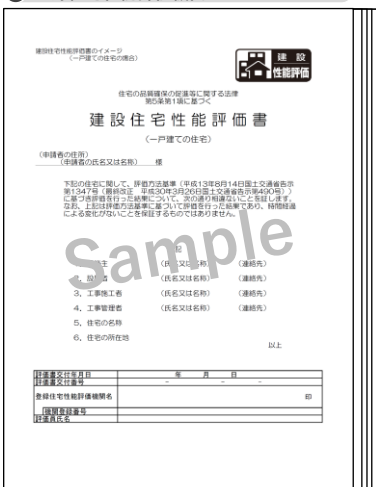 建設住宅性能評価書のイメージ
(一戸建ての住宅の場合)
建設
性能評価
住宅の品質確保の促進等に関する法律
第5条第1項に基づく
建設住宅性能評価書
(一戸建ての住宅)
(申請者の住所)
(申請者の氏名又は名称) 様
下記の住宅に関して、評価方法基準(平成13年8月14日国土交通省告示
第1347号(最終改正 平成30年3月26日国土交通省告示第490号))
に基づき評価を行った結果について、次の通り相違ないことを証します。
なお、上記は評価方法基準に基づいて評価を行った結果であり、時間経過
による変化がないことを保証するものではありません。
記
Sample
主 (氏名又は名称) (連絡先)
2、設 者 (氏名又は名称) (連絡先)
3、工事施工者 (氏名又は名称) (連絡先)
4、工事管理者 (氏名又は名称) (連絡先)
5、住宅の名称
6、住宅の所在地
以上
評価書交付年月日 年 月 日
評価書交付番号 - - -
登録住宅性能評価機関名 印
機関登録番号
評価員氏名